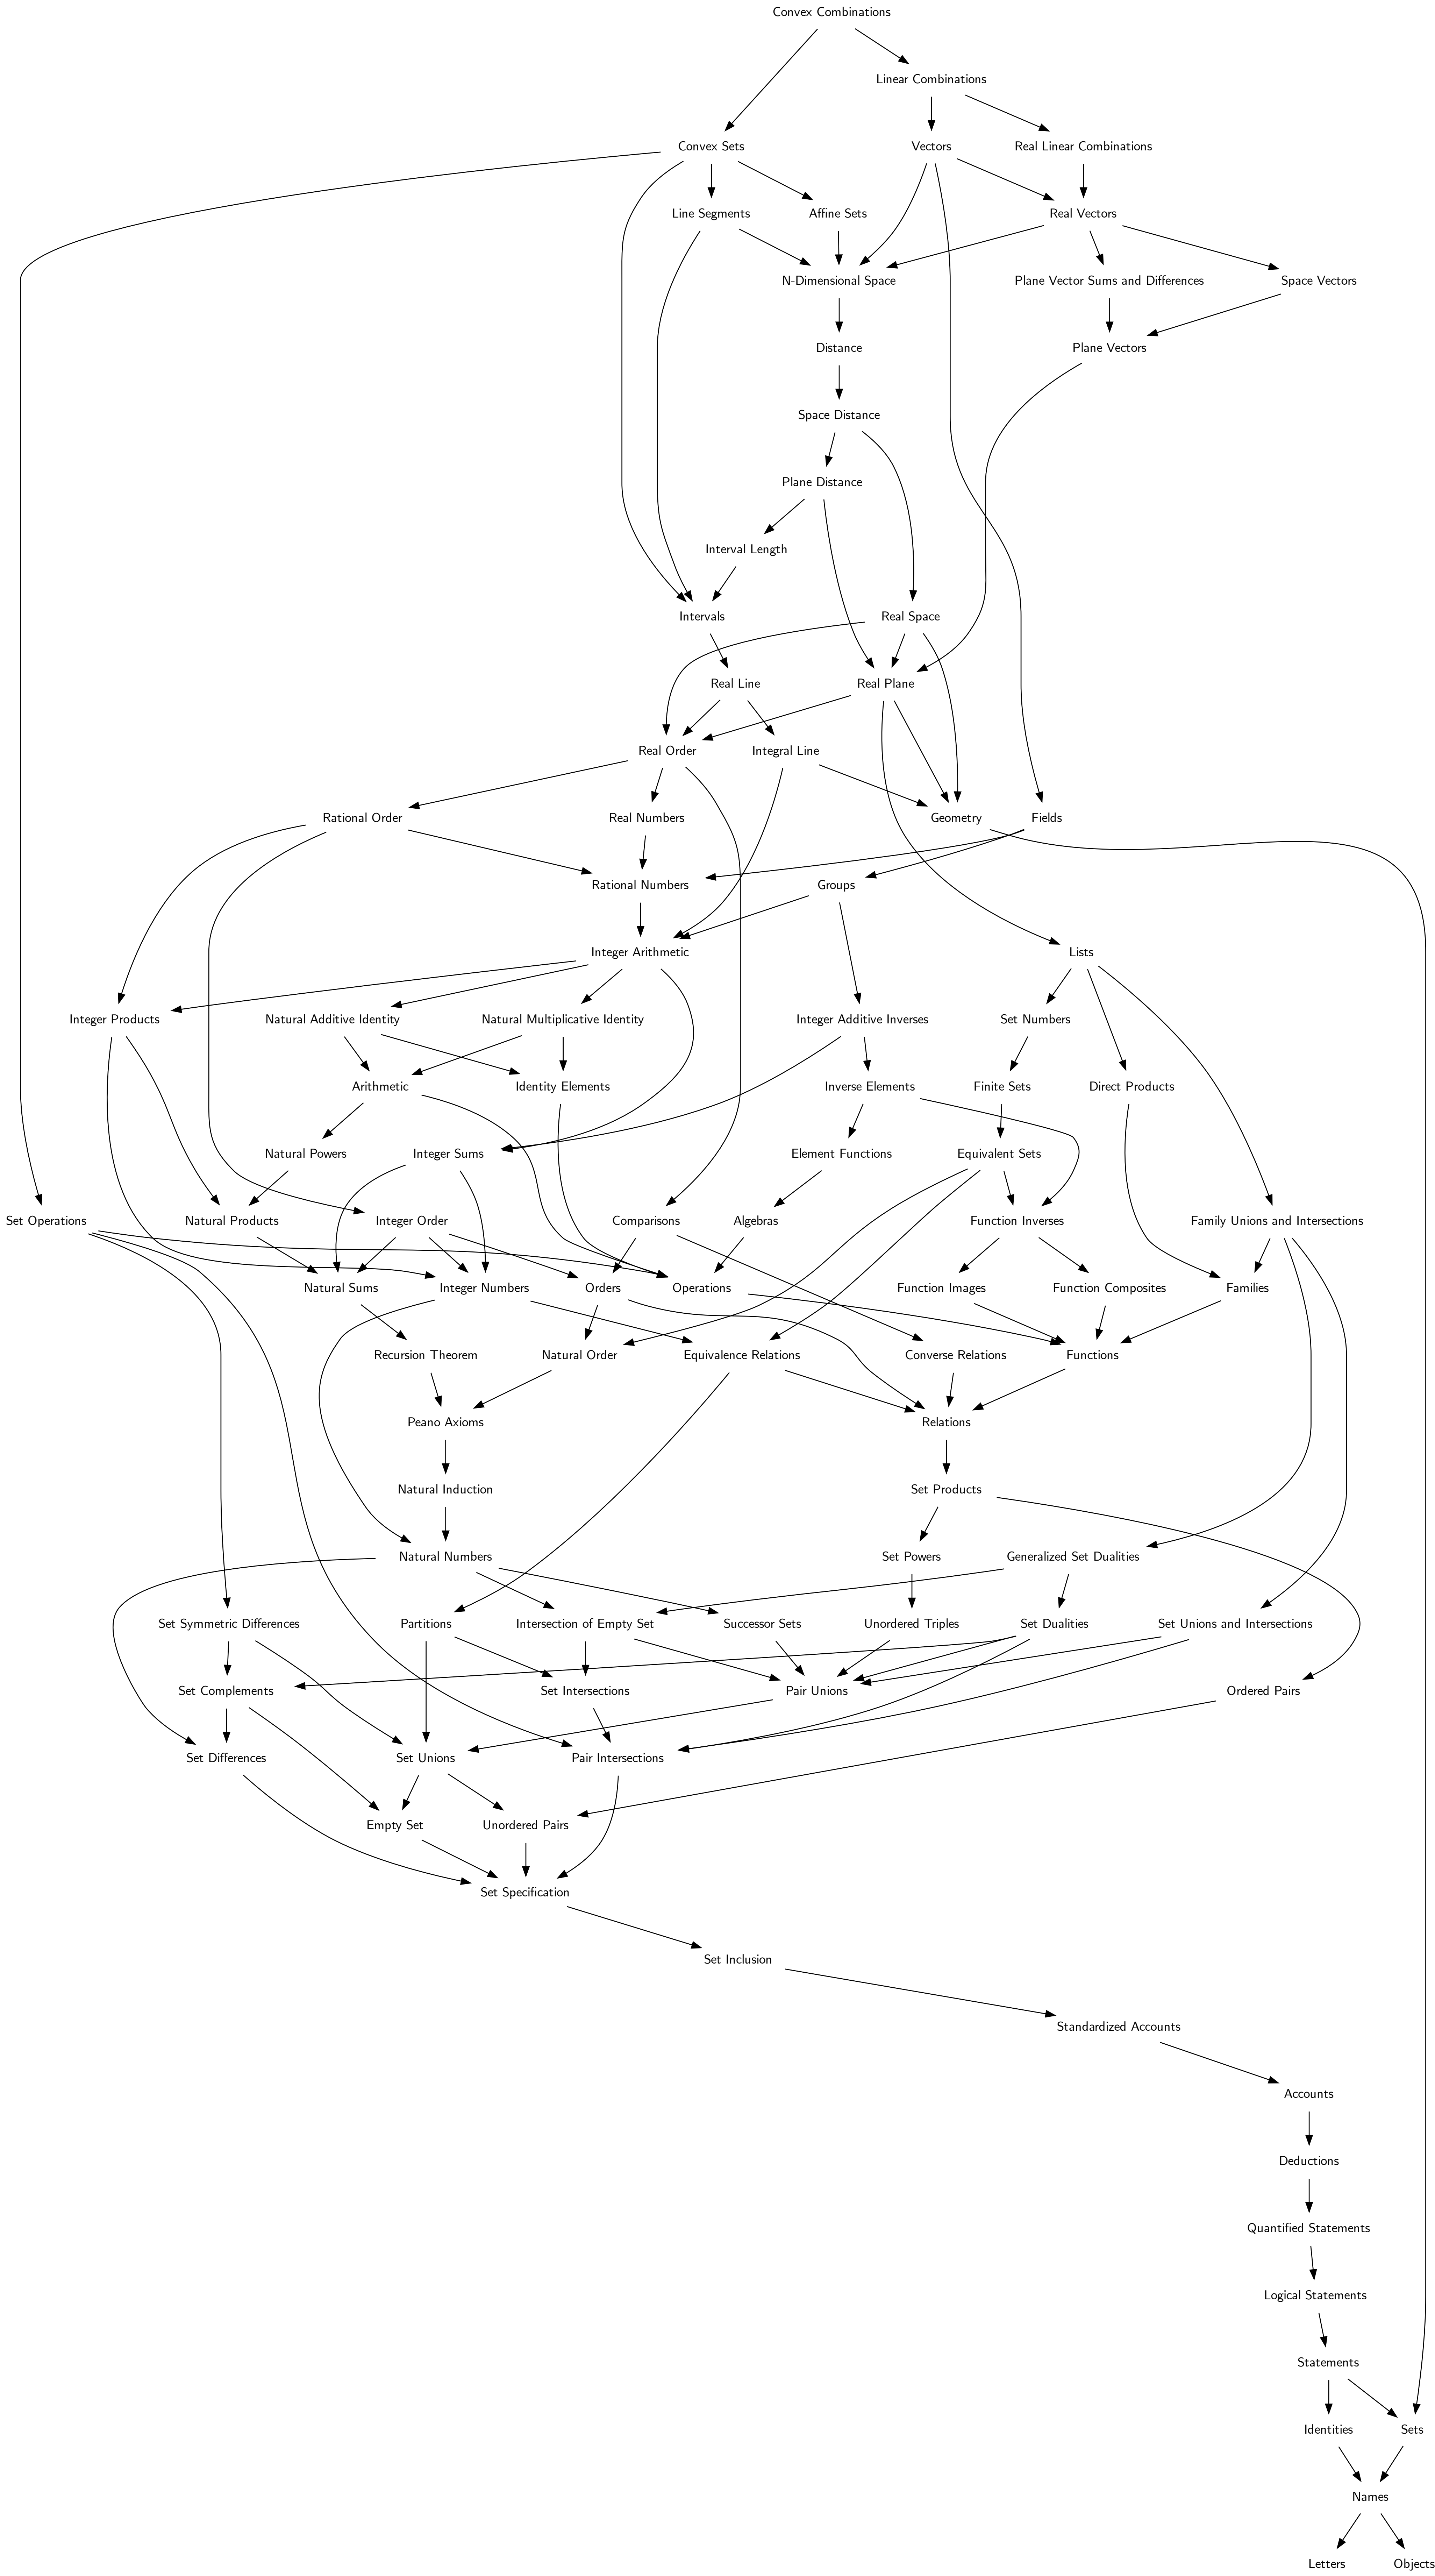 Convex Combinations
Linear Combinations
Convex Sets
Vectors
Real Linear Combinations
Line Segments
Affine Sets
Real Vectors
N-Dimensional Space
Plane Vector Sums and Differences
Space Vectors
Distance
Plane Vectors
Space Distance
Plane Distance
Interval Length
Intervals
Real Space
Real Line
Real Plane
Real Order
Integral Line
Rational Order
Real Numbers
Geometry
Fields
Rational Numbers
Groups
Integer Arithmetic
Lists
Integer Products
Natural Additive Identity
Natural Multiplicative Identity
Integer Additive Inverses
Set Numbers
Arithmetic
Identity Elements
Inverse Elements
Finite Sets
Direct Products
Natural Powers
Integer Sums
Element Functions
Equivalent Sets
Set Operations
Natural Products
Integer Order
Comparisons
Algebras
Function Inverses
Family Unions and Intersections
Natural Sums
Integer Numbers
Orders
Operations
Function Images
Function Composites
Families
Recursion Theorem
Natural Order
Equivalence Relations
Converse Relations
Functions
Peano Axioms
Relations
Natural Induction
Set Products
Natural Numbers
Set Powers
Generalized Set Dualities
Set Symmetric Differences
Partitions
Intersection of Empty Set
Successor Sets
Unordered Triples
Set Dualities
Set Unions and Intersections
Set Complements
Set Intersections
Pair Unions
Ordered Pairs
Set Differences
Set Unions
Pair Intersections
Empty Set
Unordered Pairs
Set Specification
Set Inclusion
Standardized Accounts
Accounts
Deductions
Quantified Statements
Logical Statements
Statements
Identities
Sets
Names
Letters
Objects